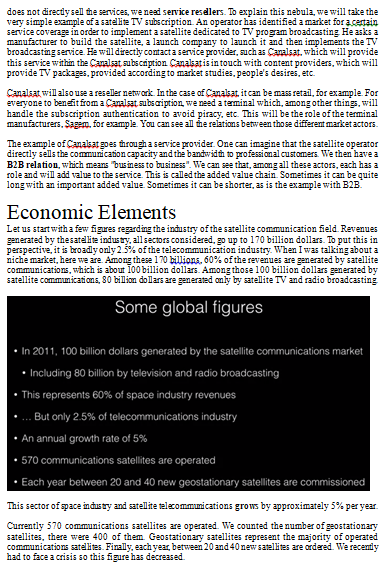 does not directly sell the services, we need service resellers. To explain this nebula, we will take the
very simple example of a satellite TV subscription. An operator has identified a market for a certain
service coverage in order to implement a satellite dedicated to TV program broadcasting. He asks a
manufacturer to build the satellite, a launch company to launch it and then implements the TV
broadcasting service. He will directly contact a service provider, such as Canalsat, which will provide
this service within the Canalsat subscription. Canalsat is in touch with content providers, which will
provide TV packages, provided according to market studies, people's desires, etc.
Canalsat will also use a reseller network. In the case of Canalsat, it can be mass retail, for example. For
everyone to benefit from a Canalsat subscription, we need a terminal which, among other things, will
handle the subscription authentication to avoid piracy, etc. This will be the role of the terminal
manufacturers, Sagem, for example. You can see all the relations between those different market actors.
The example of Canalsat goes through a service provider. One can imagine that the satellite operator
directly sells the communication capacity and the bandwidth to professional customers. We then have a
B2B relation, which means "business to business". We can see that, among all these actors, each has a
role and will add value to the service. This is called the added value chain. Sometimes it can be quite
long with an important added value. Sometimes it can be shorter, as is the example with B2B.
Economic Elements
Let us start with a few figures regarding the industry of the satellite communication field. Revenues
generated by the satellite industry, all sectors considered, go up to 170 billion dollars. To put this in
perspective, it is broadly only 2.5% of the telecommunication industry. When I was talking about a
niche market, here we are. Among these 170 billions, 60% of the revenues are generated by satellite
communications, which is about 100 billion dollars. Among those 100 billion dollars generated by
satellite communications, 80 billion dollars are generated only by satellite TV and radio broadcasting.
Some global figures
• In 2011, 100 billion dollars generated by the satellite communications market
• Including 80 billion by television and radio broadcasting
• This represents 60% of space industry revenues
• ... But only 2.5% of telecommunications industry
• An annual growth rate of 5%
• 570 communications satellites are operated
• Each year between 20 and 40 new geostationary satellites are commissioned
This sector of space industry and satellite telecommunications grows by approximately 5% per year.
Currently 570 communications satellites are operated. We counted the number of geostationary
satellites, there were 400 of them. Geostationary satellites represent the majority of operated
communications satellites. Finally, each year, between 20 and 40 new satellites are ordered. We recently
had to face a crisis so this figure has decreased.